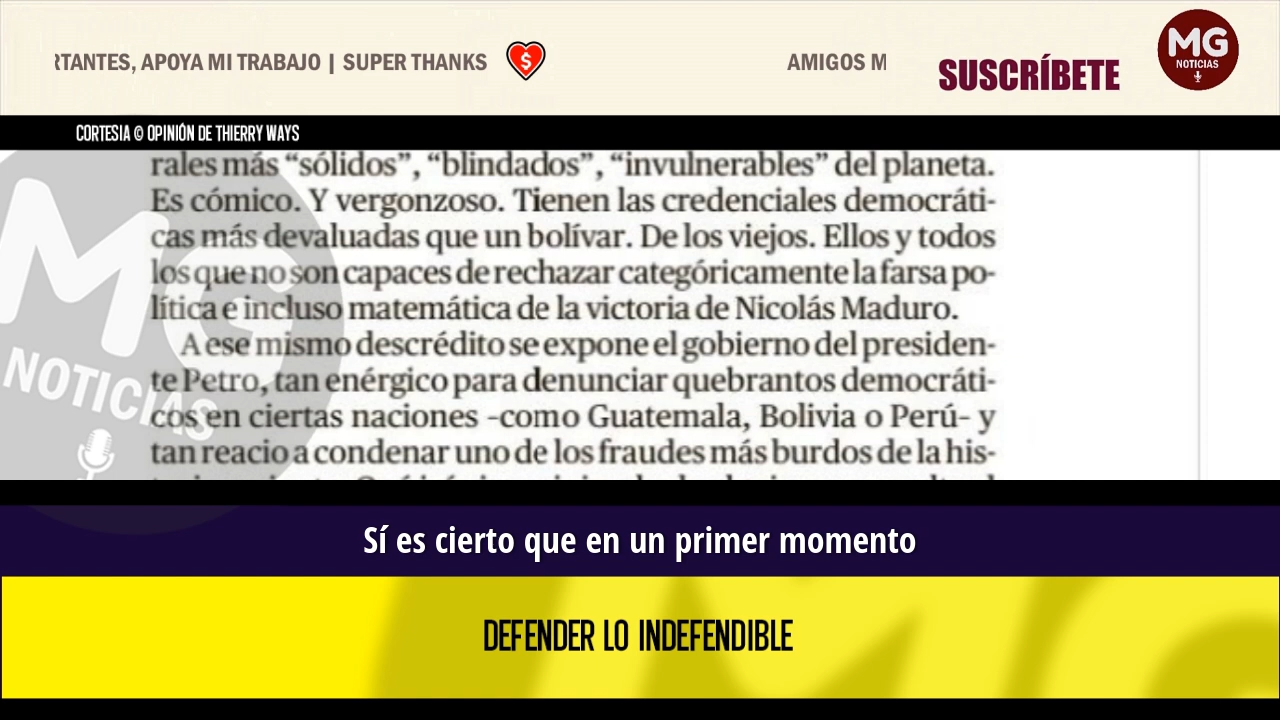 RTANTES, APOYA MI TRABAJO | SUPER THANKS
AMIGOS M
SUSCRÍBETE
MG
NOTICIAS
CORTESIA © OPINIÓN DE THIERRY WAYS
rales más “sólidos”, “blindados”, “invulnerables” del planeta.
Es cómico. Y vergonzoso. Tienen las credenciales democráti-
cas más devaluadas que un bolívar. De los viejos. Ellos y todos
los que no son capaces de rechazar categóricamente la farsa po-
lítica e incluso matemática de la victoria de Nicolás Maduro.
A ese mismo descrédito se expone el gobierno del presiden-
te Petro, tan enérgico para denunciar quebrantos democráti-
cos en ciertas naciones –como Guatemala, Bolivia o Perú– y
tan reacio a condenar uno de los fraudes más burdos de la his-
MG
NOTICIAS
Sí es cierto que en un primer momento
DEFENDER LO INDEFENDIBLE